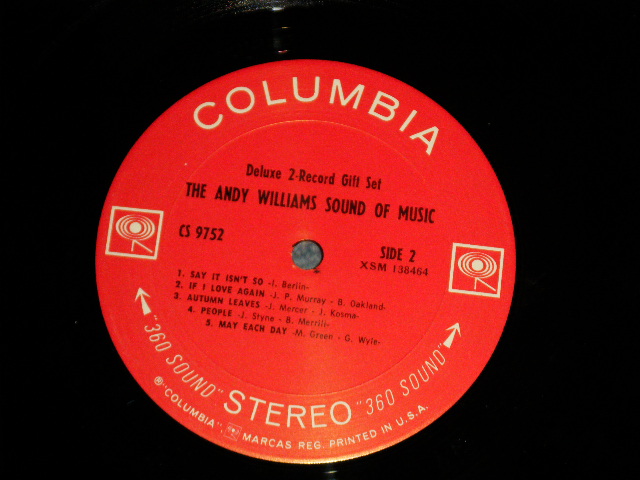 COLUMBIA
Deluxe 2-Record Gift Set
THE ANDY WILLIAMS SOUND OF MUSIC
CS 9752
SIDE 2
XSM 138464
1. SAY IT ISN'T SO -I. Berlin-
2. IF I LOVE AGAIN -J. P. Murray - B. Oakland-
3. AUTUMN LEAVES -J. Mercer - J. Kosma-
4. PEOPLE -J. Styne - B. Merrill-
5. MAY EACH DAY -M. Green - G. Wyle-
"360 SOUND" STEREO "360 SOUND"
® "COLUMBIA", MARCAS REG. PRINTED IN U.S.A.